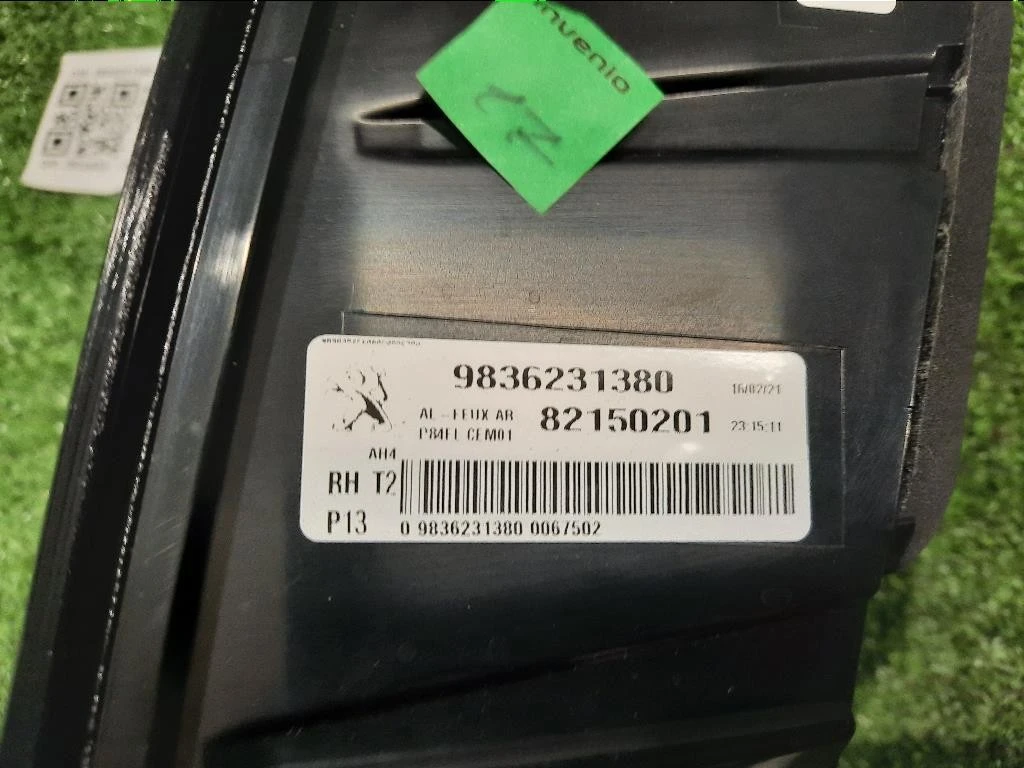 invenio
9836231380
16/02/21
AL-FEUX AR
82150201
23:15:11
P84FL CEM01
AH4
RH T2
P13
0 9836231380 0067502